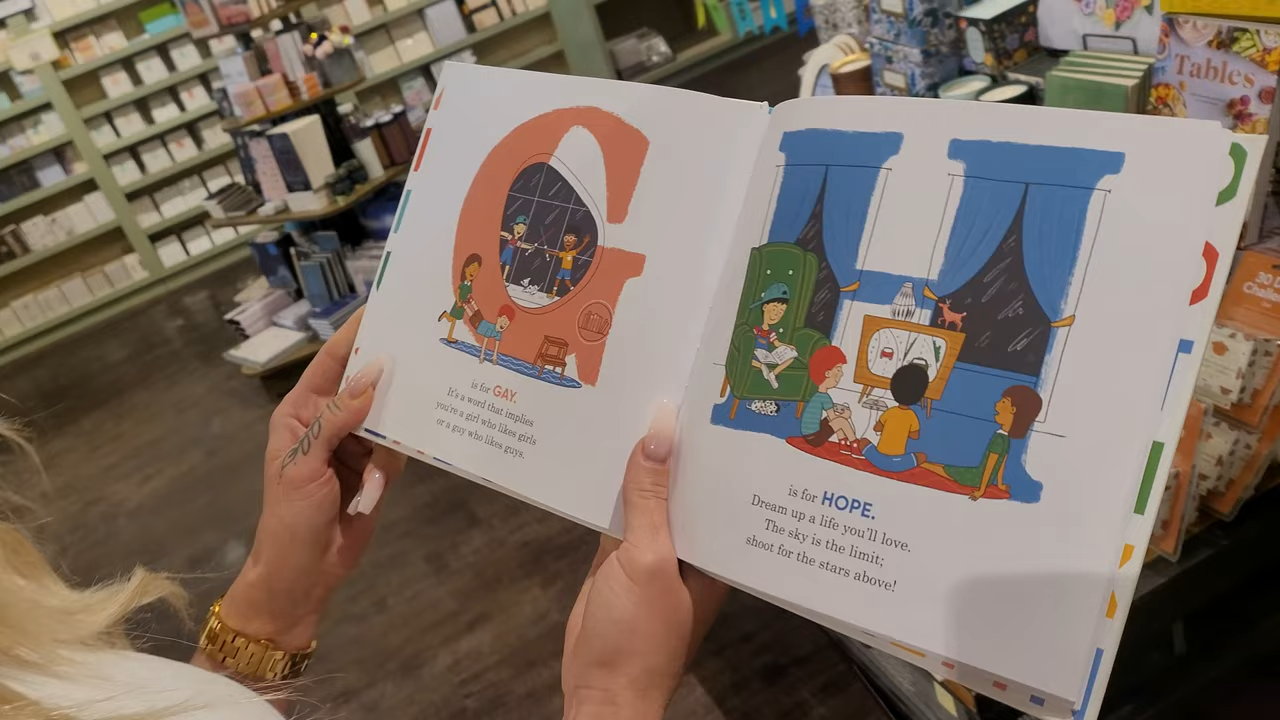 is for GAY.
It's a word that implies
you're a girl who likes girls
or a guy who likes guys.
is for HOPE.
Dream up a life you'll love.
The sky is the limit;
shoot for the stars above!
Tables
30